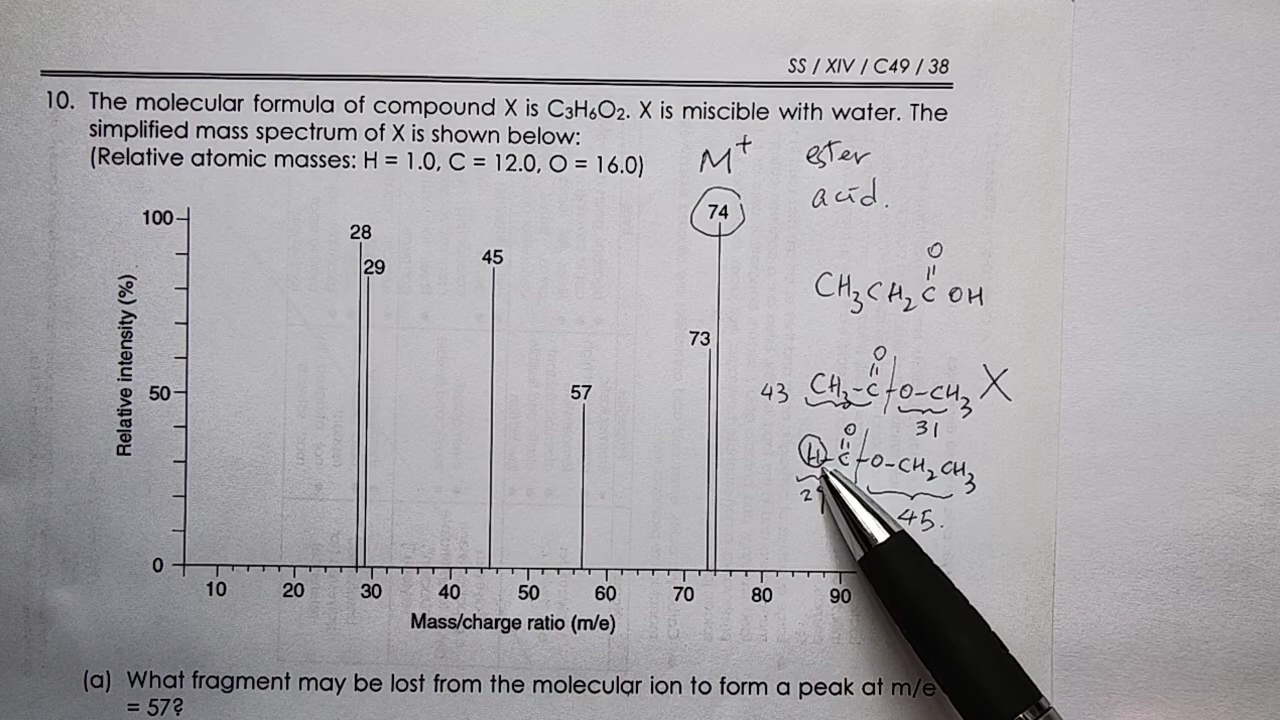 SS / XIV / C49 / 38
10. The molecular formula of compound X is C₃H₆O₂. X is miscible with water. The
simplified mass spectrum of X is shown below:
(Relative atomic masses: H = 1.0, C = 12.0, O = 16.0)
M⁺ ester
acid.
100
28
29
45
74
73
57
50
0
Relative intensity (%)
10 20 30 40 50 60 70 80 90
Mass/charge ratio (m/e)
O
CH₃CH₂C OH
O
43 CH₃-C/-O-CH₃ X
31
O
H-C/-O-CH₂CH₃
45.
(a) What fragment may be lost from the molecular ion to form a peak at m/e
= 57?